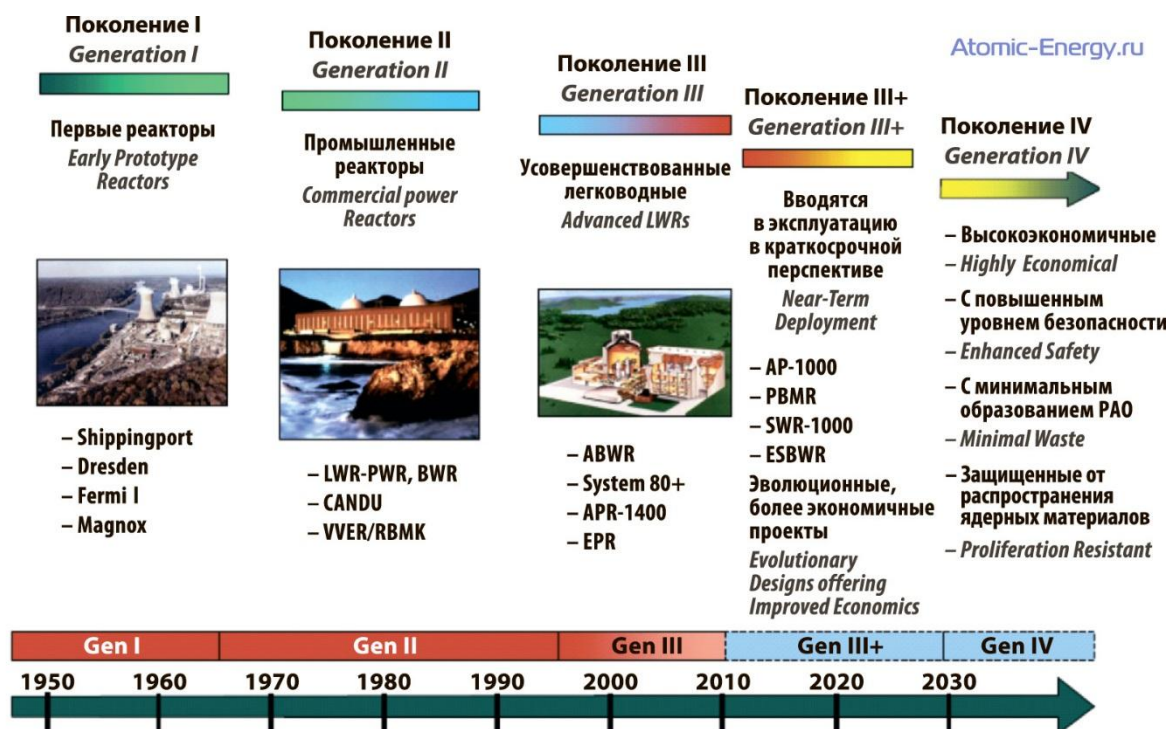 Atomic-Energy.ru
Поколение I
Generation I
Первые реакторы
Early Prototype
Reactors
– Shippingport
– Dresden
– Fermi I
– Magnox
Поколение II
Generation II
Промышленные
реакторы
Commercial power
Reactors
– LWR-PWR, BWR
– CANDU
– VVER/RBMK
Поколение III
Generation III
Усовершенствованные
легководные
Advanced LWRs
– ABWR
– System 80+
– APR-1400
– EPR
Поколение III+
Generation III+
Вводятся
в эксплуатацию
в краткосрочной
перспективе
Near-Term
Deployment
– AP-1000
– PBMR
– SWR-1000
– ESBWR
Эволюционные,
более экономичные
проекты
Evolutionary
Designs offering
Improved Economics
Поколение IV
Generation IV
– Высокоэкономичные
– Highly Economical
– С повышенным
уровнем безопасности
– Enhanced Safety
– С минимальным
образованием РАО
– Minimal Waste
– Защищенные от
распространения
ядерных материалов
– Proliferation Resistant
Gen I Gen II Gen III Gen III+ Gen IV
1950 1960 1970 1980 1990 2000 2010 2020 2030